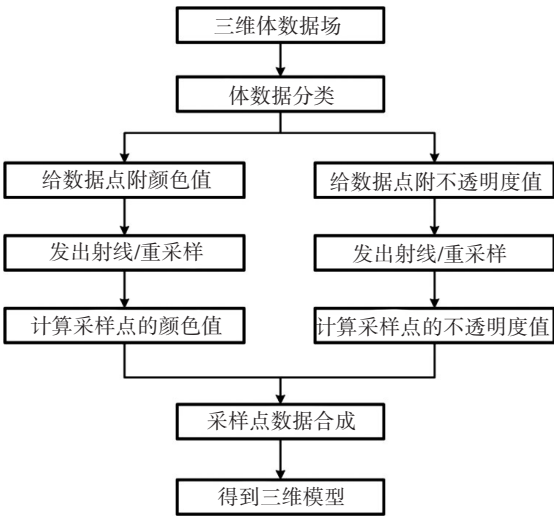 三维体数据场
体数据分类
给数据点附颜色值
给数据点附不透明度值
发出射线/重采样
发出射线/重采样
计算采样点的颜色值
计算采样点的不透明度值
采样点数据合成
得到三维模型